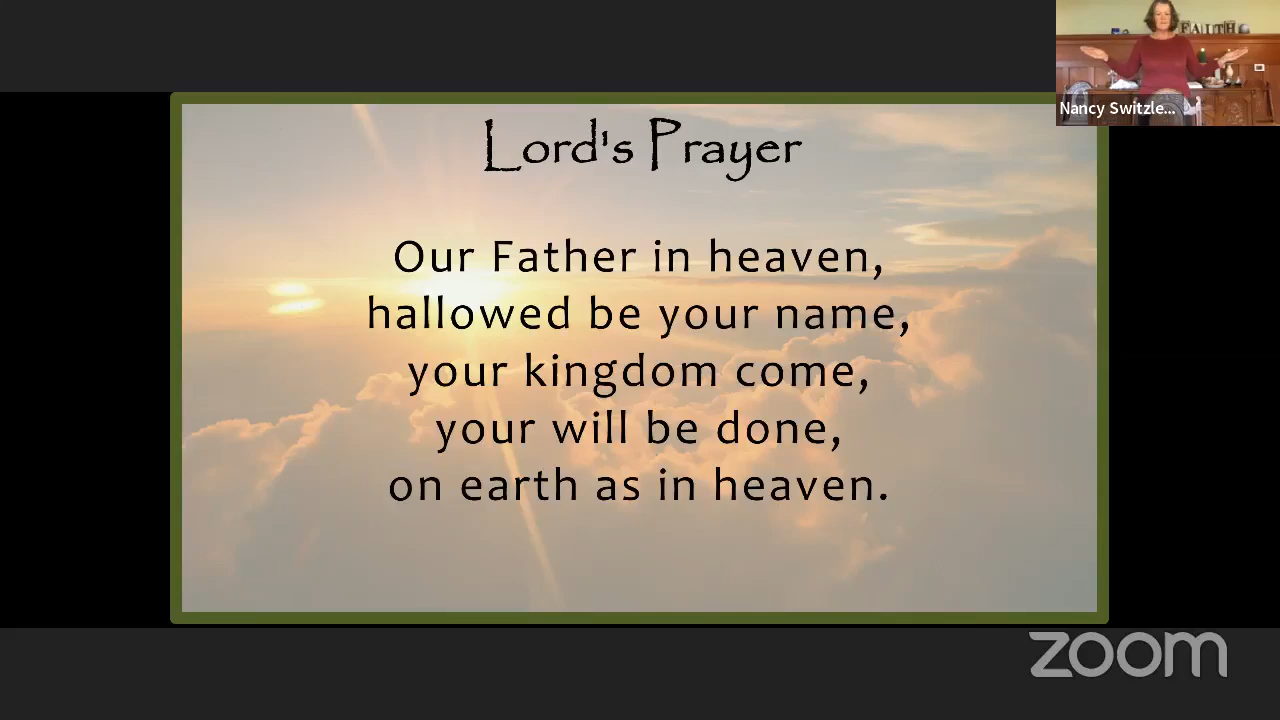 FAITH
Nancy Switzle...
Lord's Prayer
Our Father in heaven,
hallowed be your name,
your kingdom come,
your will be done,
on earth as in heaven.
zoom